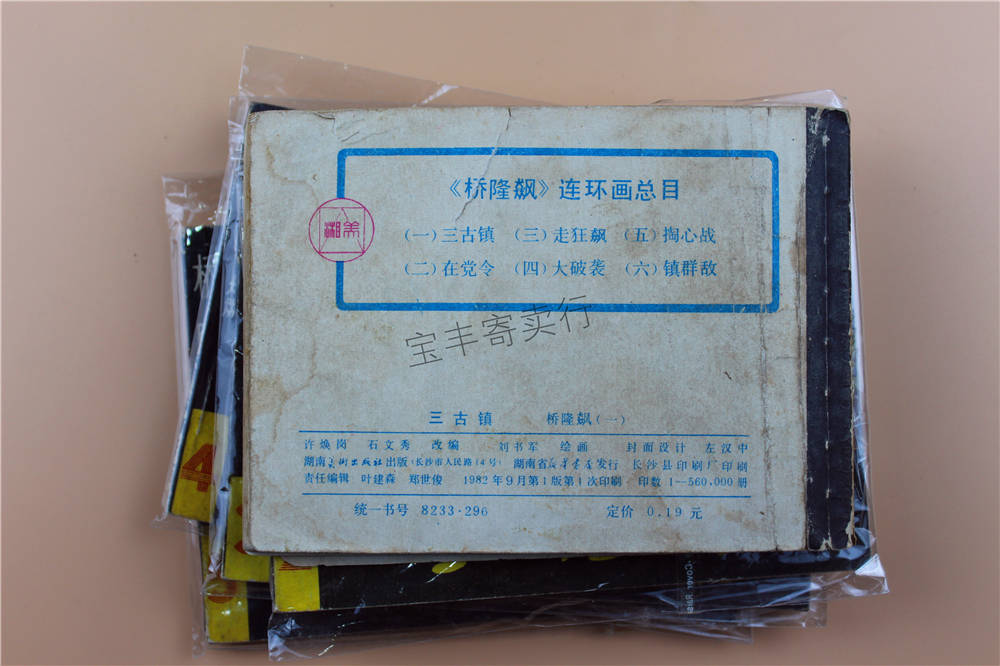 《桥隆飙》连环画总目
(一)三古镇 (三)走狂飙 (五)掏心战
(二)在党令 (四)大破袭 (六)镇群敌
湘美
宝丰寄卖行
三古镇 桥隆飙(一)
许焕岗 石文秀 改编 刘书军 绘画 封面设计 左汉中
湖南美术出版社出版(长沙市人民路14号) 湖南省新华书店发行 长沙县印刷厂印刷
责任编辑 叶建森 郑世俊 1982年9月第1版第1次印刷 印数 1—560,000册
统一书号 8233·296 定价 0.19元
4